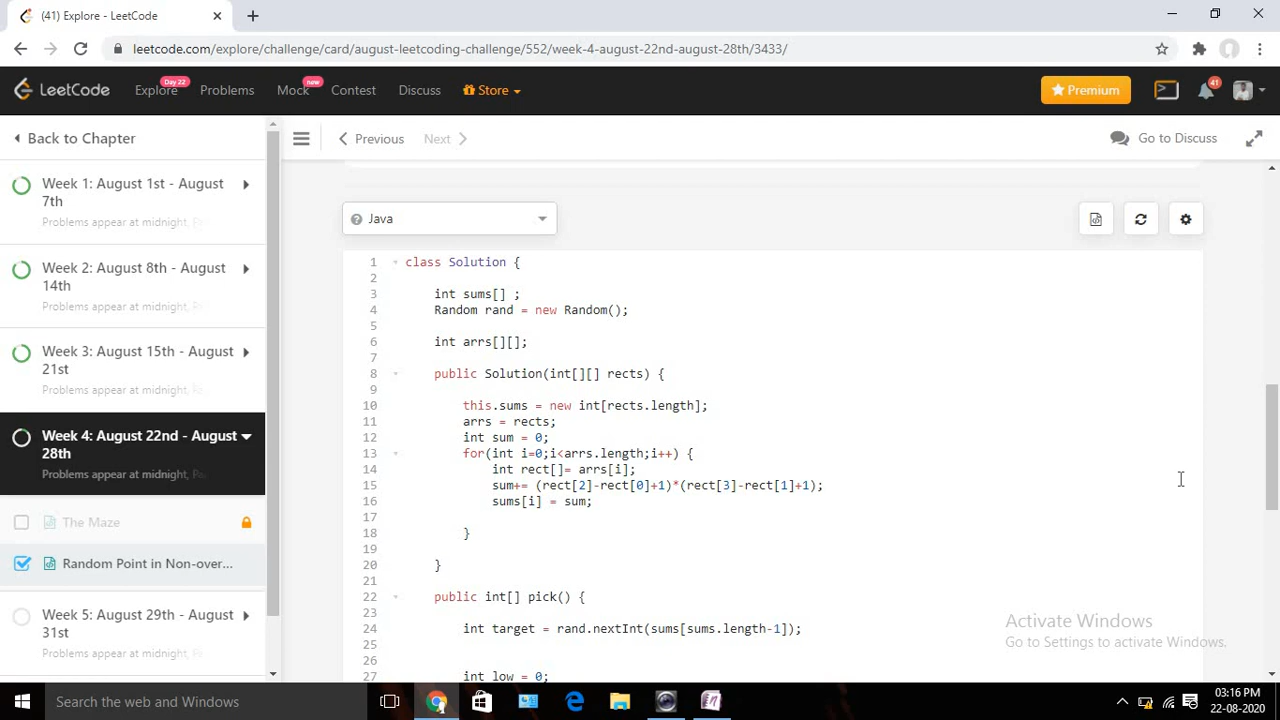 (41) Explore - LeetCode
leetcode.com/explore/challenge/card/august-leetcoding-challenge/552/week-4-august-22nd-august-28th/3433/
LeetCode
Explore
Day 22
Problems
Mock
new
Contest
Discuss
Store
Premium
41
Back to Chapter
Previous
Next
Go to Discuss
Week 1: August 1st - August
7th
Problems appear at midnight,
Week 2: August 8th - August
14th
Problems appear at midnight,
Week 3: August 15th - August
21st
Problems appear at midnight,
Week 4: August 22nd - August
28th
Problems appear at midnight,
The Maze
Random Point in Non-over...
Week 5: August 29th - August
31st
Problems appear at midnight,
Java
1 class Solution {
2
3 int sums[] ;
4 Random rand = new Random();
5
6 int arrs[][];
7
8 public Solution(int[][] rects) {
9
10 this.sums = new int[rects.length];
11 arrs = rects;
12 int sum = 0;
13 for(int i=0;i<arrs.length;i++) {
14 int rect[]= arrs[i];
15 sum+= (rect[2]-rect[0]+1)*(rect[3]-rect[1]+1);
16 sums[i] = sum;
17
18 }
19
20 }
21
22 public int[] pick() {
23
24 int target = rand.nextInt(sums[sums.length-1]);
25
26
27 int low = 0;
Activate Windows
Go to Settings to activate Windows.
Search the web and Windows
03:16 PM
22-08-2020